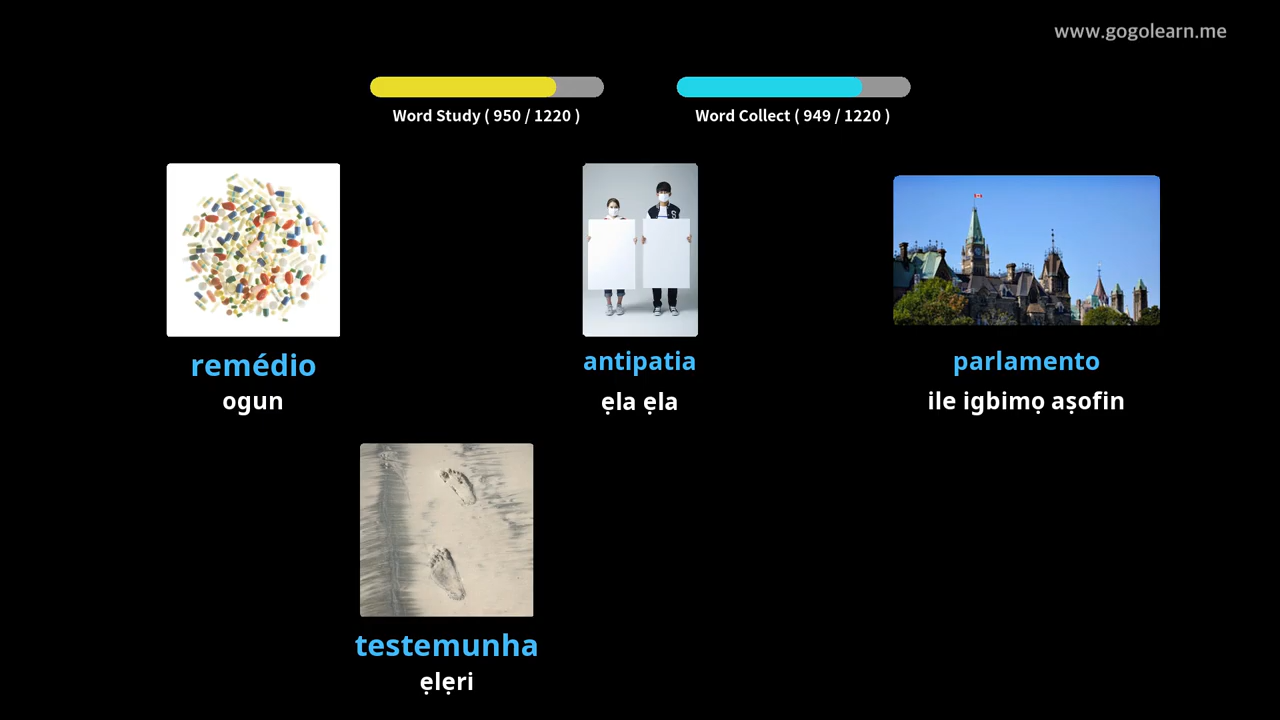 www.gogolearn.me
Word Study ( 950 / 1220 )
Word Collect ( 949 / 1220 )
remédio
ogun
antipatia
ẹla ẹla
parlamento
ile igbimọ aṣofin
testemunha
ẹlẹri